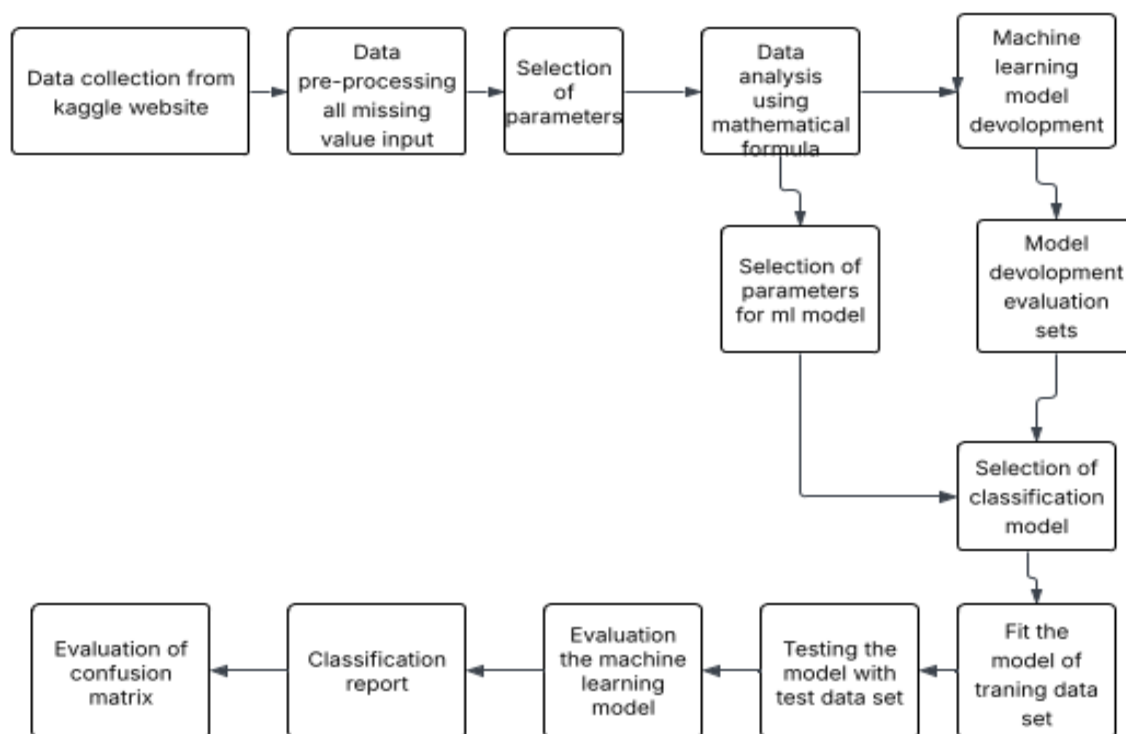 Data collection from
kaggle website
Data
pre-processing
all missing
value input
Selection
of
parameters
Data
analysis
using
mathematical
formula
Machine
learning
model
devolopment
Selection of
parameters
for ml model
Model
devolopment
evaluation
sets
Selection of
classification
model
Evaluation of
confusion
matrix
Classification
report
Evaluation
the machine
learning
model
Testing the
model with
test data set
Fit the
model of
traning data
set